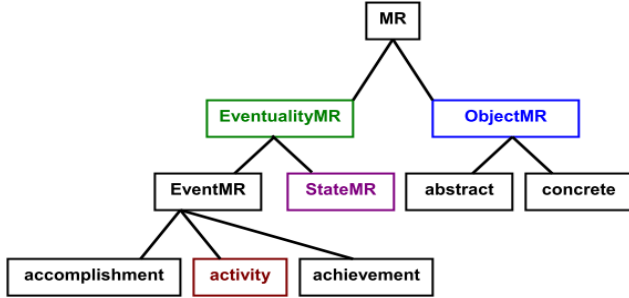 MR
EventualityMR
ObjectMR
EventMR
StateMR
abstract
concrete
accomplishment
activity
achievement